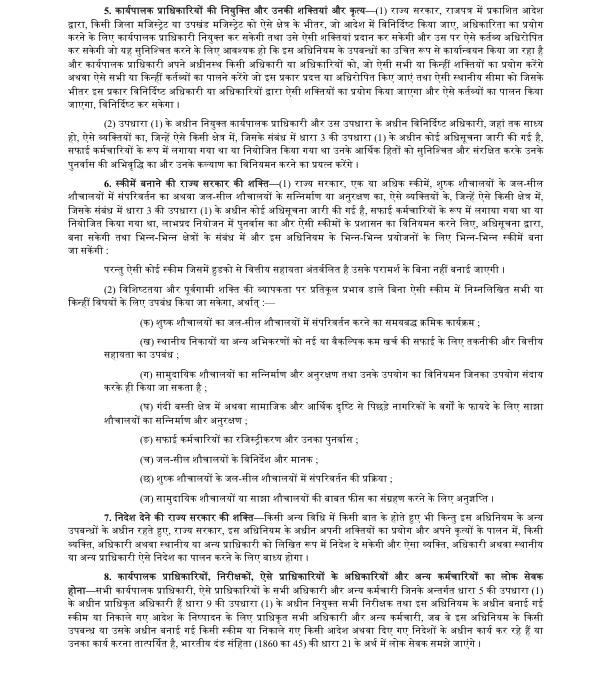 5. कार्यपालक प्राधिकारियों की नियुक्ति और उनकी शक्तियां और कृत्य—(1) राज्य सरकार, राजपत्र में प्रकाशित आदेश
द्वारा, किसी जिला मजिस्ट्रेट या उपखंड मजिस्ट्रेट को ऐसे क्षेत्र के भीतर, जो आदेश में विनिर्दिष्ट किया जाए, अधिकारिता का प्रयोग
करने के लिए कार्यपालक प्राधिकारी नियुक्त कर सकेगी तथा उसे ऐसी शक्तियां प्रदान कर सकेगी और उस पर ऐसे कर्तव्य अधिरोपित
कर सकेगी जो यह सुनिश्चित करने के लिए आवश्यक हो कि इस अधिनियम के उपबन्धों का उचित रूप से कार्यान्वयन किया जा रहा है
और कार्यपालक प्राधिकारी अपने अधीनस्थ किसी अधिकारी या अधिकारियों को, जो ऐसी सभी या किन्हीं शक्तियों का प्रयोग करेंगे
अथवा ऐसे सभी या किन्हीं कर्तव्यों का पालन करेंगे जो इस प्रकार प्रदत्त या अधिरोपित किए जाएं तथा ऐसी स्थानीय सीमा को जिसके
भीतर इस प्रकार विनिर्दिष्ट अधिकारी या अधिकारियों द्वारा ऐसी शक्तियों का प्रयोग किया जाएगा और ऐसे कर्तव्यों का पालन किया
जाएगा, विनिर्दिष्ट कर सकेगा ।
(2) उपधारा (1) के अधीन नियुक्त कार्यपालक प्राधिकारी और उस उपधारा के अधीन विनिर्दिष्ट अधिकारी, जहां तक साध्य
हो, ऐसे व्यक्तियों का, जिन्हें ऐसे किसी क्षेत्र में, जिसके संबंध में धारा 3 की उपधारा (1) के अधीन कोई अधिसूचना जारी की गई है,
सफाई कर्मचारियों के रूप में लगाया गया था या नियोजित किया गया था उनके आर्थिक हितों को सुनिश्चित और संरक्षित करके उनके
पुनर्वास की अभिवृद्धि का और उनके कल्याण का विनियमन करने का प्रयत्न करेंगे ।
6. स्कीमें बनाने की राज्य सरकार की शक्ति—(1) राज्य सरकार, एक या अधिक स्कीमें, शुष्क शौचालयों के जल-सील
शौचालयों में संपरिवर्तन का अथवा जल-सील शौचालयों के सन्निर्माण या अनुरक्षण का, ऐसे व्यक्तियों के, जिन्हें ऐसे किसी क्षेत्र में,
जिसके संबंध में धारा 3 की उपधारा (1) के अधीन कोई अधिसूचना जारी की गई है, सफाई कर्मचारियों के रूप में लगाया गया था या
नियोजित किया गया था, लाभप्रद नियोजन में पुनर्वास का और ऐसी स्कीमों के प्रशासन का विनियमन करने लिए, अधिसूचना द्वारा,
बना सकेगी तथा भिन्न-भिन्न क्षेत्रों के संबंध में और इस अधिनियम के भिन्न-भिन्न प्रयोजनों के लिए भिन्न-भिन्न स्कीमें बनाई
जा सकेंगी :
परन्तु ऐसी कोई स्कीम जिसमें हुडको से वित्तीय सहायता अंतर्वलित है उसके परामर्श के बिना नहीं बनाई जाएगी ।
(2) विशिष्टतया और पूर्वगामी शक्ति की व्यापकता पर प्रतिकूल प्रभाव डाले बिना ऐसी स्कीम में निम्नलिखित सभी या
किन्हीं विषयों के लिए उपबंध किया जा सकेगा, अर्थात् :—
(क) शुष्क शौचालयों का जल-सील शौचालयों में संपरिवर्तन करने का समयबद्ध क्रमिक कार्यक्रम ;
(ख) स्थानीय निकायों या अन्य अभिकरणों को नई या वैकल्पिक कम खर्च की सफाई के लिए तकनीकी और वित्तीय
सहायता का उपबंध ;
(ग) सामुदायिक शौचालयों का सन्निर्माण और अनुरक्षण तथा उनके उपयोग का विनियमन जिनका उपयोग संदाय
करके ही किया जा सकता है ;
(घ) गंदी बस्ती क्षेत्र में अथवा सामाजिक और आर्थिक दृष्टि से पिछड़े नागरिकों के वर्गों के फायदे के लिए साझा
शौचालयों का सन्निर्माण और अनुरक्षण ;
(ङ) सफाई कर्मचारियों का रजिस्ट्रीकरण और उनका पुनर्वास ;
(च) जल-सील शौचालयों के विनिर्देश और मानक ;
(छ) शुष्क शौचालयों के जल-सील शौचालयों में संपरिवर्तन की प्रक्रिया ;
(ज) सामुदायिक शौचालयों या साझा शौचालयों की बाबत फीस का संग्रहण करने के लिए अनुज्ञप्ति ।
7. निदेश देने की राज्य सरकार की शक्ति—किसी अन्य विधि में किसी बात के होते हुए भी किन्तु इस अधिनियम के अन्य
उपबन्धों के अधीन रहते हुए, राज्य सरकार, इस अधिनियम के अधीन अपनी शक्तियों का प्रयोग और अपने कृत्यों के पालन में, किसी
व्यक्ति, अधिकारी अथवा स्थानीय या अन्य प्राधिकारी को लिखित रूप में निदेश दे सकेगी और ऐसा व्यक्ति, अधिकारी अथवा स्थानीय
या अन्य प्राधिकारी ऐसे निदेश का पालन करने के लिए बाध्य होगा ।
8. कार्यपालक प्राधिकारियों, निरीक्षकों, ऐसे प्राधिकारियों के अधिकारियों और अन्य कर्मचारियों का लोक सेवक
होना—सभी कार्यपालक प्राधिकारी, ऐसे प्राधिकारियों के सभी अधिकारी और अन्य कर्मचारी जिनके अन्तर्गत धारा 5 की उपधारा (1)
के अधीन प्राधिकृत अधिकारी हैं धारा 9 की उपधारा (1) के अधीन नियुक्त सभी निरीक्षक तथा इस अधिनियम के अधीन बनाई गई
स्कीम या निकाले गए आदेश के निष्पादन के लिए प्राधिकृत सभी अधिकारी और अन्य कर्मचारी, जब वे इस अधिनियम के किसी
उपबन्ध या उसके अधीन बनाई गई किसी स्कीम या निकाले गए किसी आदेश अथवा दिए गए निदेशों के अधीन कार्य कर रहे हैं या
उनका कार्य करना तात्पर्यित है, भारतीय दंड संहिता (1860 का 45) की धारा 21 के अर्थ में लोक सेवक समझे जाएंगे ।